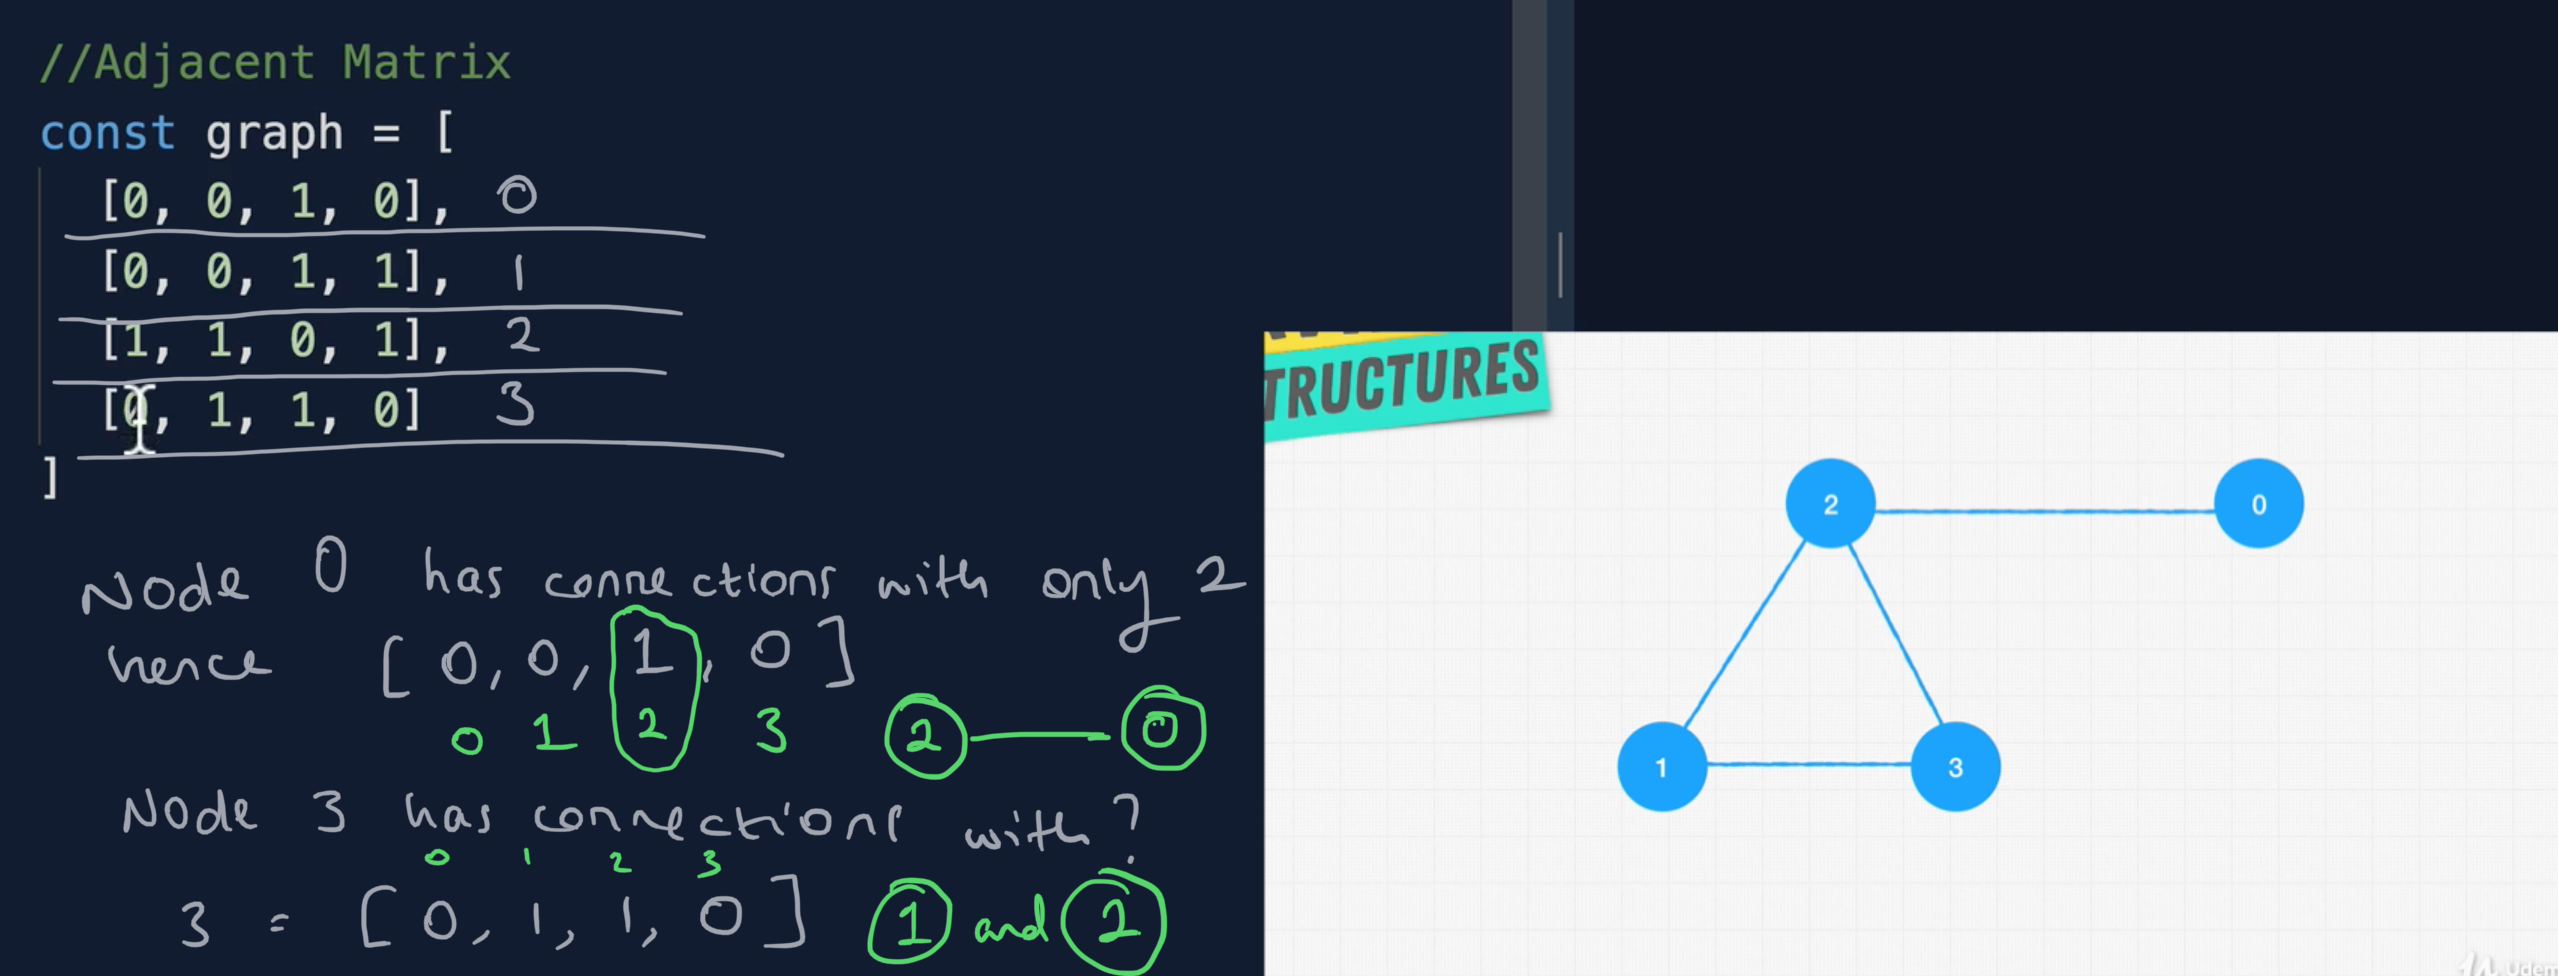 //Adjacent Matrix
const graph = [
[0, 0, 1, 0], 0
[0, 0, 1, 1], 1
[1, 1, 0, 1], 2
[0, 1, 1, 0] 3
]
Node 0 has connections with only 2
hence [0, 0, 1, 0]
0 1 2 3 2 0
Node 3 has connections with?
0 1 2 3
3 = [0, 1, 1, 0] 1 and 2
TRUCTURES
2 0
1 3
Udem